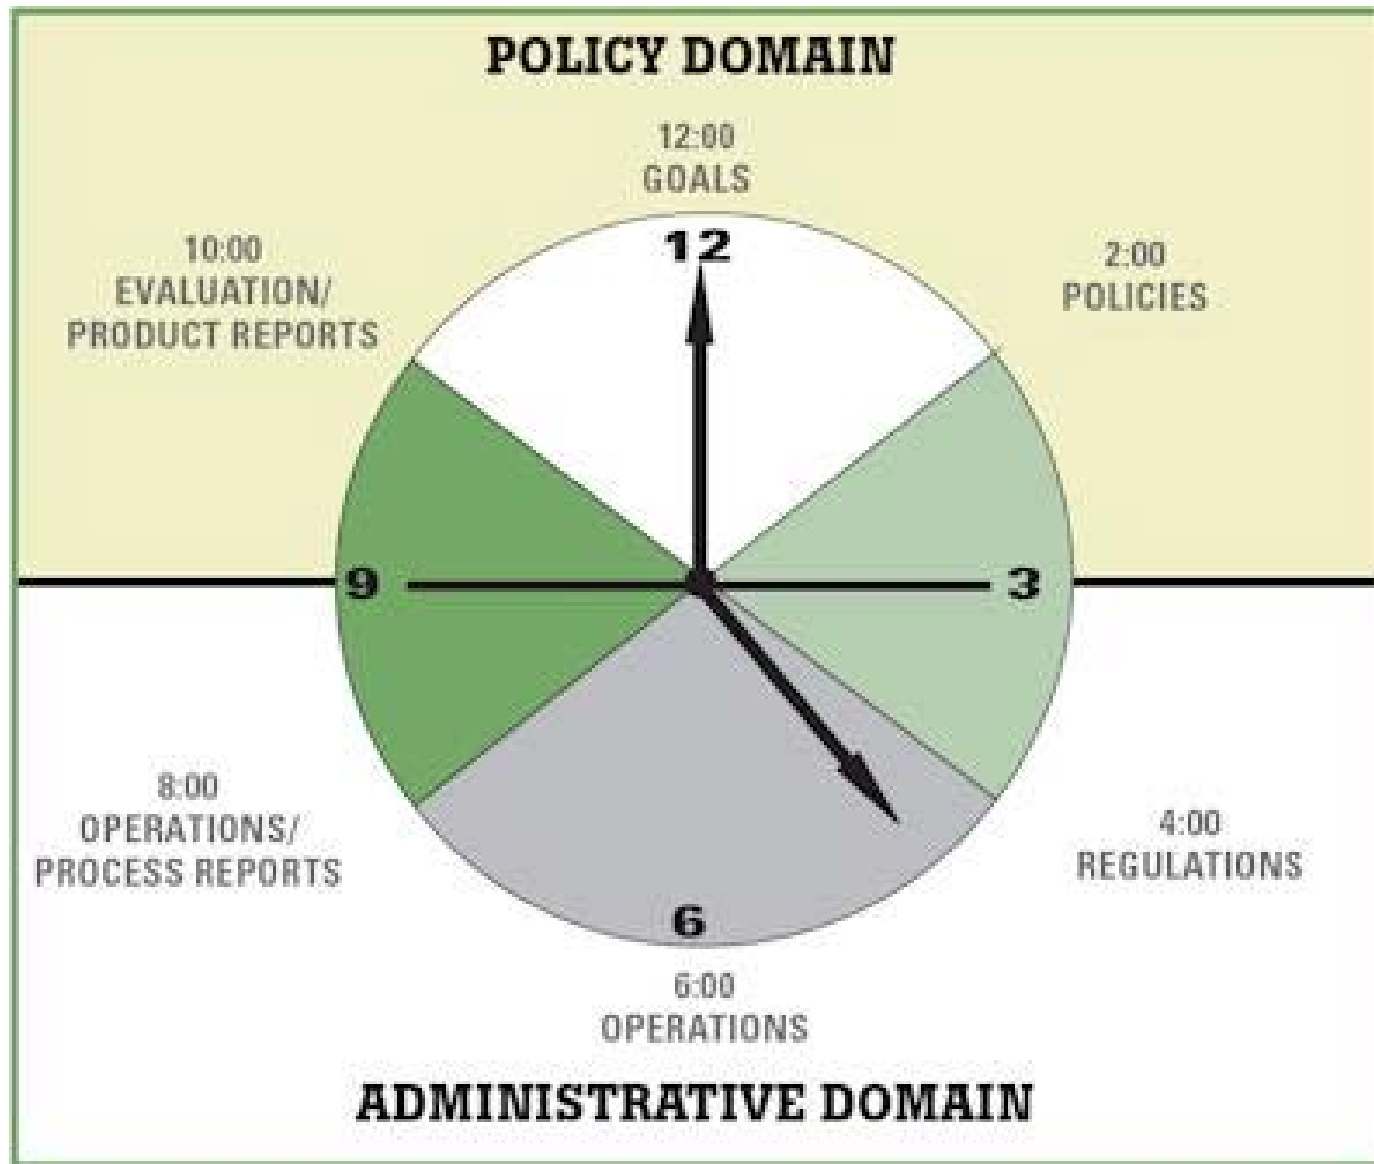 POLICY DOMAIN
12:00
GOALS
10:00
EVALUATION/
PRODUCT REPORTS
2:00
POLICIES
12
9
3
8:00
OPERATIONS/
PROCESS REPORTS
4:00
REGULATIONS
6
6:00
OPERATIONS
ADMINISTRATIVE DOMAIN